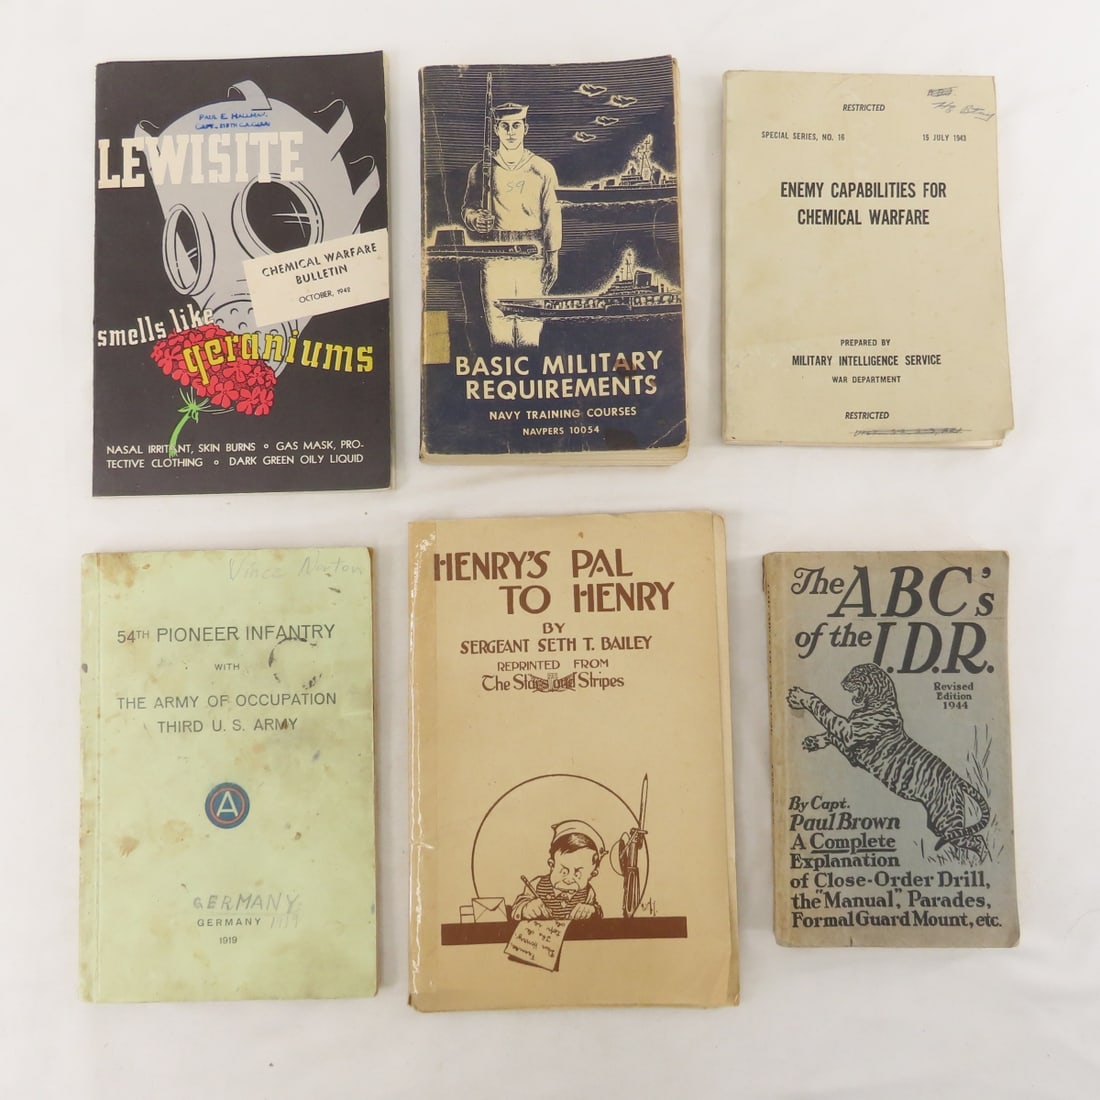 PAUL E. HALLMAN
LEWISITE
CHEMICAL WARFARE
BULLETIN
OCTOBER, 1942
smells like
geraniums
NASAL IRRITANT, SKIN BURNS ∘ GAS MASK, PRO-
TECTIVE CLOTHING ∘ DARK GREEN OILY LIQUID
59
BASIC MILITARY
REQUIREMENTS
NAVY TRAINING COURSES
NAVPERS 10054
RESTRICTED
SPECIAL SERIES, NO. 16 15 JULY 1943
ENEMY CAPABILITIES FOR
CHEMICAL WARFARE
PREPARED BY
MILITARY INTELLIGENCE SERVICE
WAR DEPARTMENT
RESTRICTED
Vince Norton
54TH PIONEER INFANTRY
WITH
THE ARMY OF OCCUPATION
THIRD U. S. ARMY
A
GERMANY
GERMANY 1919
1919
HENRY'S PAL
TO HENRY
BY
SERGEANT SETH T. BAILEY
REPRINTED FROM
The Stars and Stripes
Dear Henry
The ABC's
of the I.D.R.
Revised
Edition
1944
By Capt.
Paul Brown
A Complete
Explanation
of Close-Order Drill,
the "Manual", Parades,
Formal Guard Mount, etc.